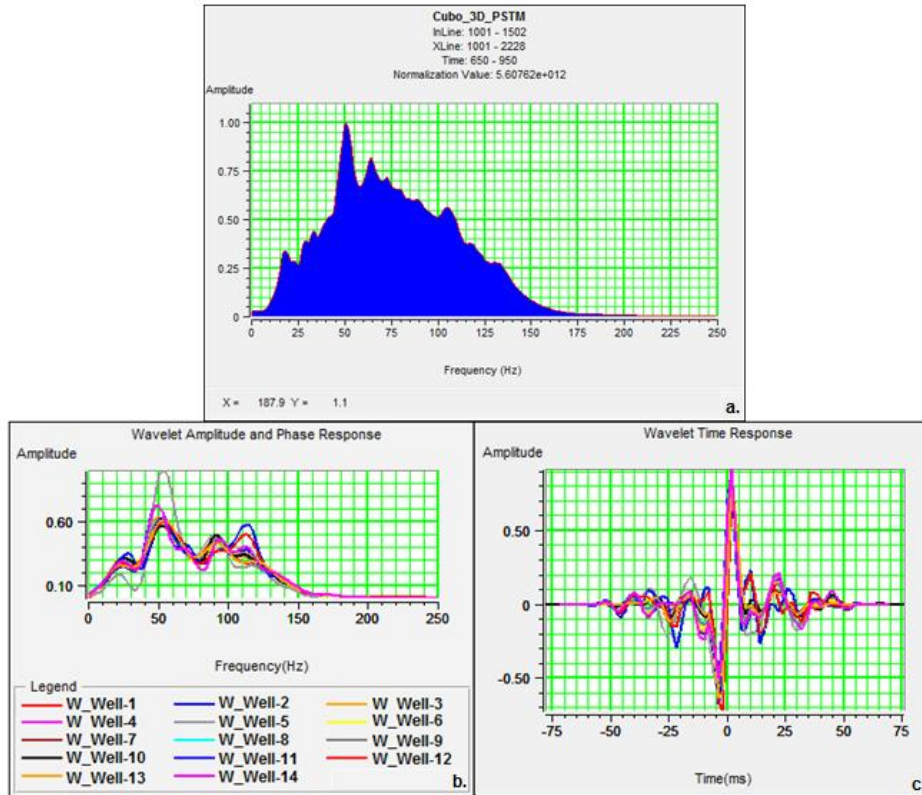 Cubo_3D_PSTM
InLine: 1001 - 1502
XLine: 1001 - 2228
Time: 650 - 950
Normalization Value: 5.60762e+012
Amplitude
1.00
0.75
0.50
0.25
0
0 25 50 75 100 125 150 175 200 225 250
Frequency (Hz)
X = 187.9 Y = 1.1
a.
Wavelet Amplitude and Phase Response
Amplitude
0.60
0.10
0 50 100 150 200 250
Frequency(Hz)
Legend
W_Well-1 W_Well-2 W_Well-3
W_Well-4 W_Well-5 W_Well-6
W_Well-7 W_Well-8 W_Well-9
W_Well-10 W_Well-11 W_Well-12
W_Well-13 W_Well-14
b.
Wavelet Time Response
Amplitude
0.50
0
-0.50
-75 -50 -25 0 25 50 75
Time(ms)
c.